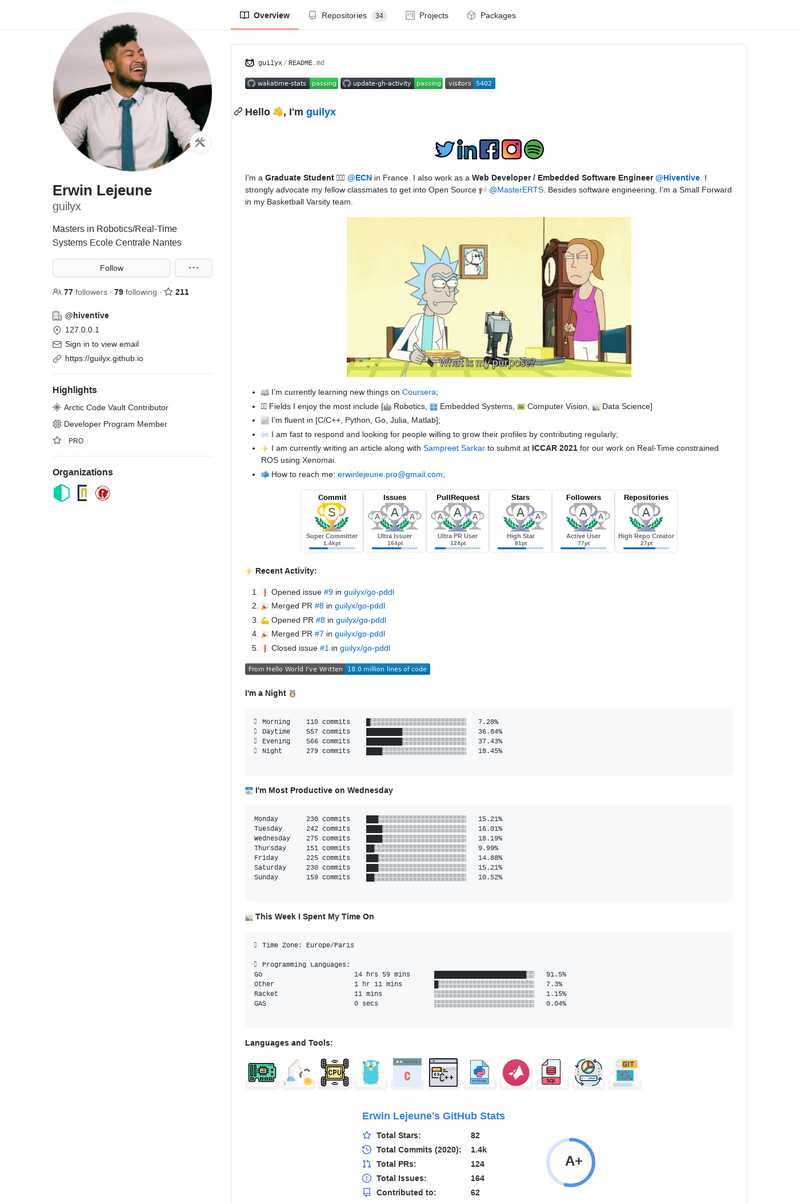 Overview
Repositories 34
Projects
Packages
Erwin Lejeune
guilyx
Masters in Robotics/Real-Time
Systems Ecole Centrale Nantes
Follow
77 followers · 79 following · 211
@hiventive
127.0.0.1
Sign in to view email
https://guilyx.github.io
Highlights
Arctic Code Vault Contributor
Developer Program Member
PRO
Organizations
guilyx / README.md
wakatime-stats passing update-gh-activity passing visitors 5402
Hello 👋, I'm guilyx
I'm a Graduate Student @ECN in France. I also work as a Web Developer / Embedded Software Engineer @Hiventive. I
strongly advocate my fellow classmates to get into Open Source @MasterERTS. Besides software engineering, I'm a Small Forward
in my Basketball Varsity team.
What is my purpose?
• I'm currently learning new things on Coursera;
• Fields I enjoy the most include [🤖 Robotics, Embedded Systems, Computer Vision, 📊 Data Science]
• I'm fluent in [C/C++, Python, Go, Julia, Matlab];
• I am fast to respond and looking for people willing to grow their profiles by contributing regularly;
• ⚡ I am currently writing an article along with Sampreet Sarkar to submit at ICCAR 2021 for our work on Real-Time constrained
ROS using Xenomai.
• 📫 How to reach me: erwinlejeune.pro@gmail.com;
Commit Issues PullRequest Stars Followers Repositories
S A A A A A A A A A A
Super Committer Ultra Issuer Ultra PR User High Star Active User High Repo Creator
1.4kpt 164pt 124pt 81pt 77pt 27pt
⚡ Recent Activity:
1. ❗ Opened issue #9 in guilyx/go-pddl
2. 🎉 Merged PR #8 in guilyx/go-pddl
3. 💪 Opened PR #8 in guilyx/go-pddl
4. 🎉 Merged PR #7 in guilyx/go-pddl
5. ❗ Closed issue #1 in guilyx/go-pddl
From Hello World I've Written 18.0 million lines of code
I'm a Night 🦉
Morning 110 commits 7.28%
Daytime 557 commits 36.84%
Evening 566 commits 37.43%
Night 279 commits 18.45%
📅 I'm Most Productive on Wednesday
Monday 230 commits 15.21%
Tuesday 242 commits 16.01%
Wednesday 275 commits 18.19%
Thursday 151 commits 9.99%
Friday 225 commits 14.88%
Saturday 230 commits 15.21%
Sunday 159 commits 10.52%
📊 This Week I Spent My Time On
Time Zone: Europe/Paris
Programming Languages:
Go 14 hrs 59 mins 91.5%
Other 1 hr 11 mins 7.3%
Racket 11 mins 1.15%
GAS 0 secs 0.04%
Languages and Tools:
CPU C C++ SQL GIT
Erwin Lejeune's GitHub Stats
Total Stars: 82
Total Commits (2020): 1.4k
Total PRs: 124
Total Issues: 164
Contributed to: 62
A+